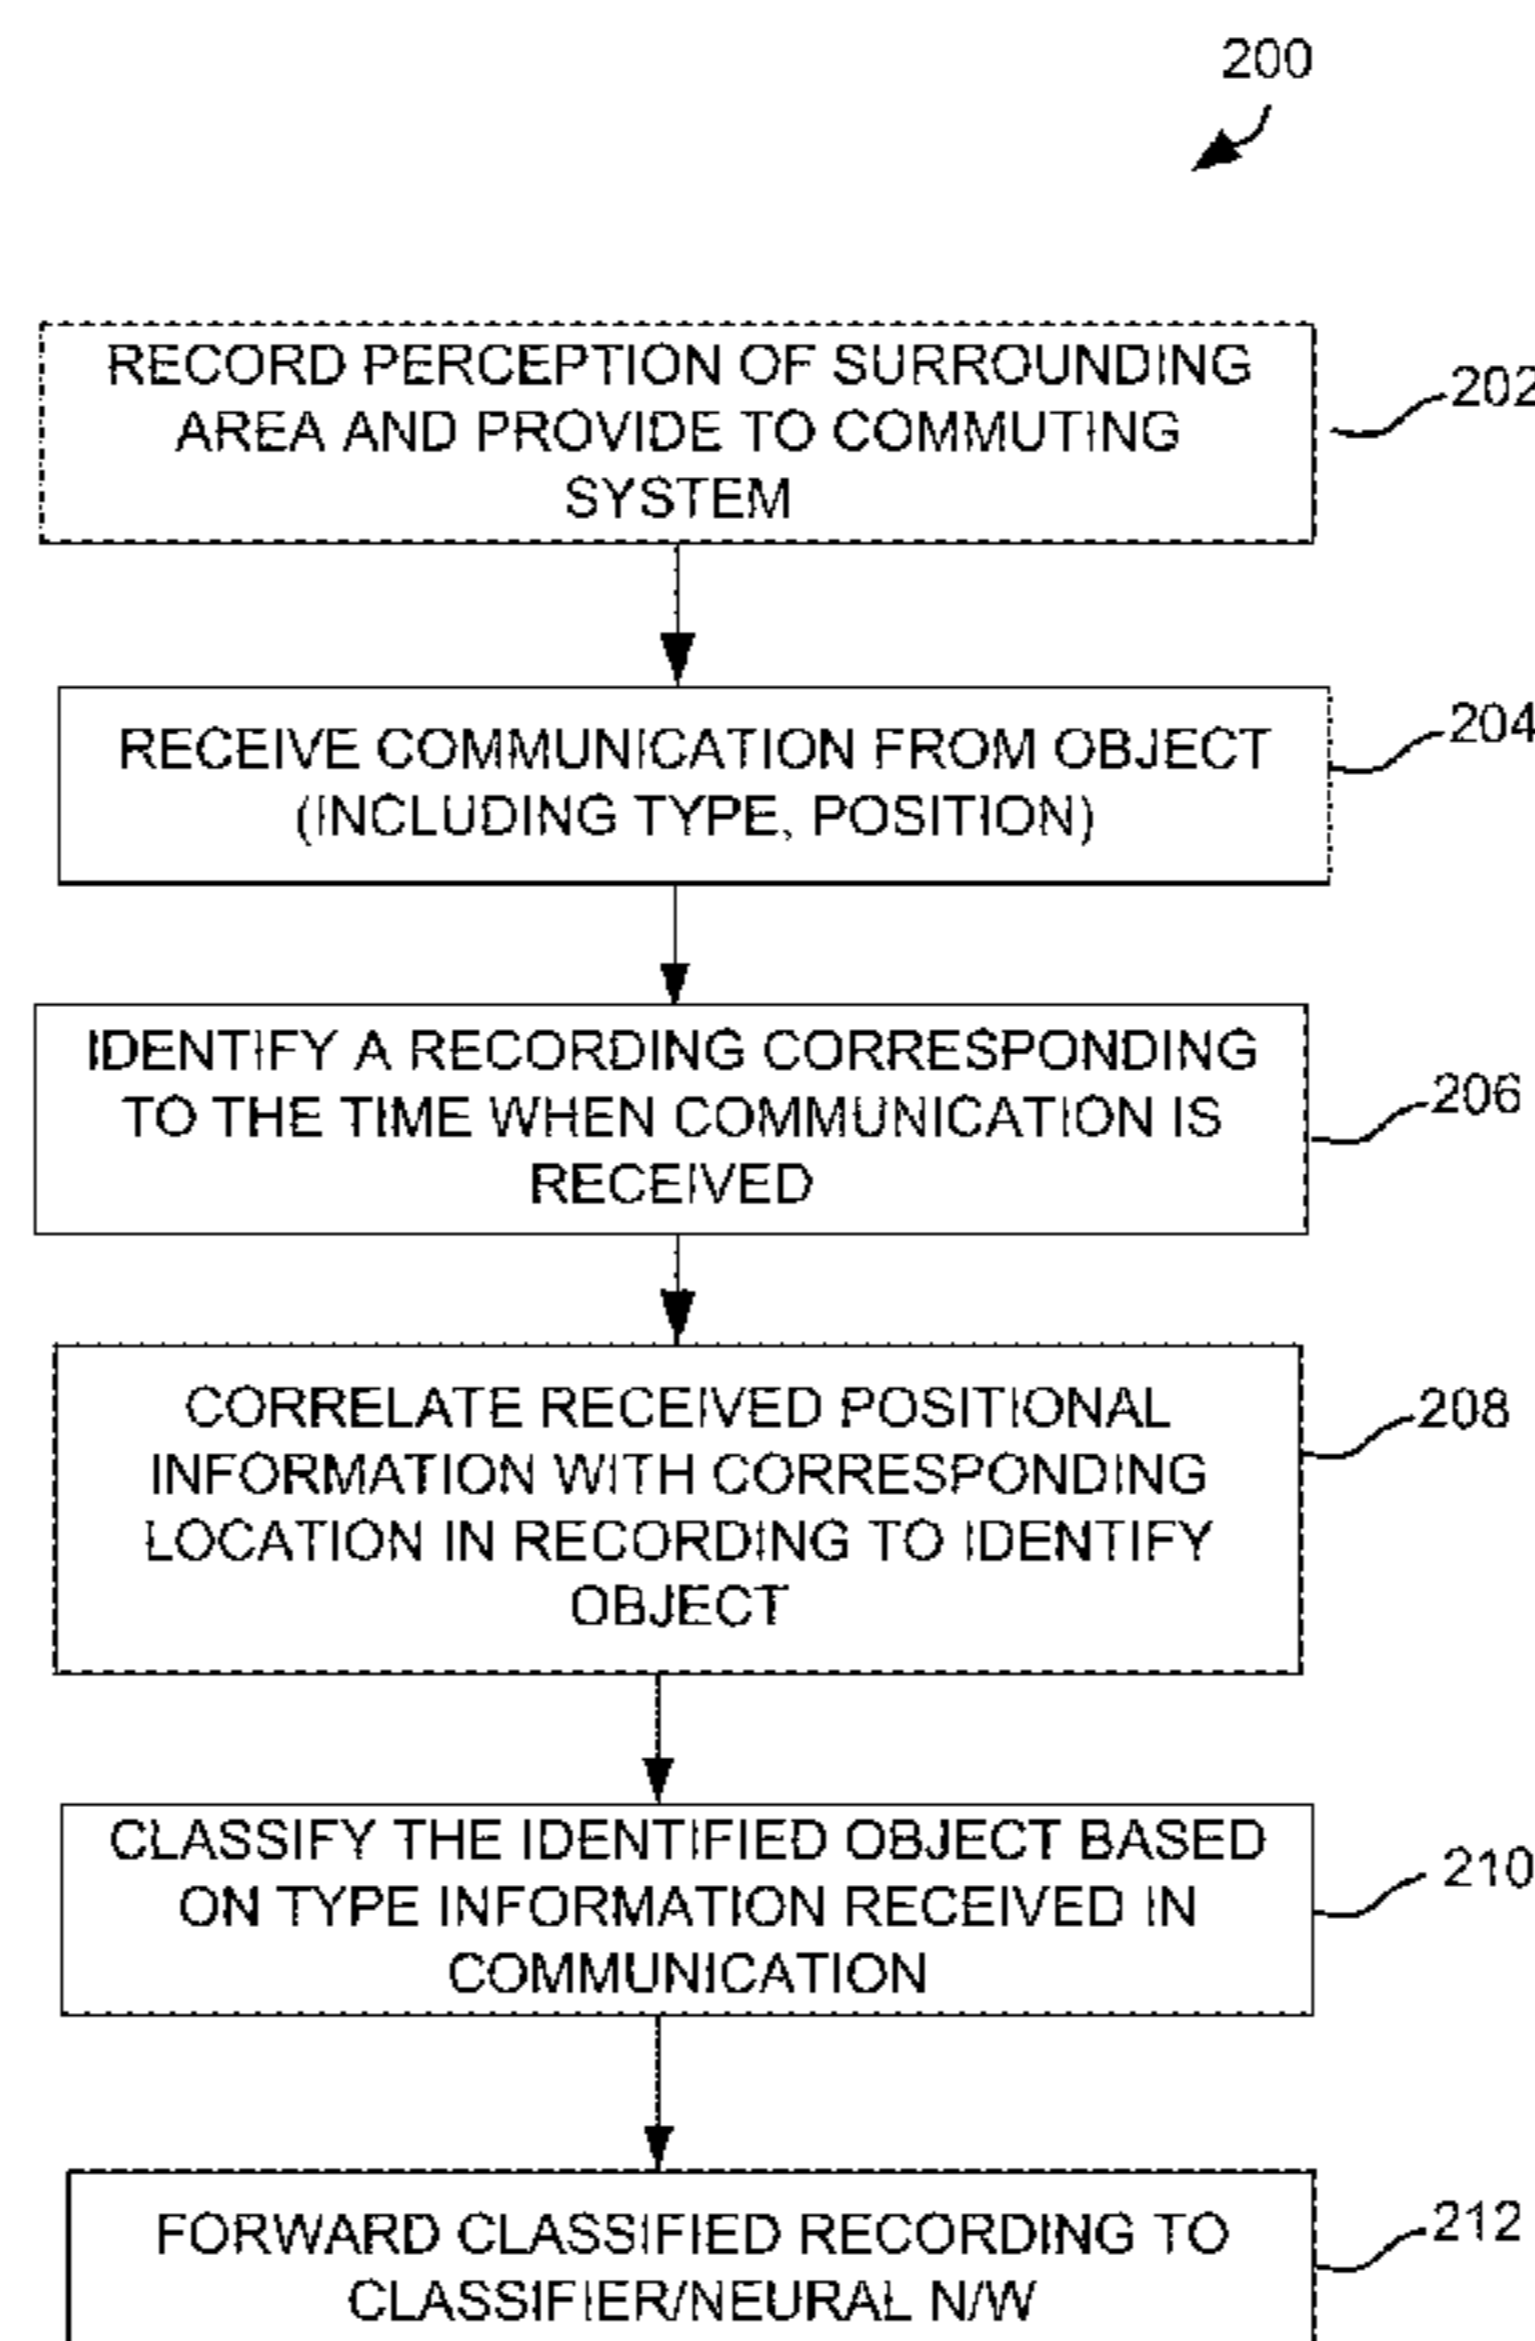 200
RECORD PERCEPTION OF SURROUNDING
AREA AND PROVIDE TO COMMUTING
SYSTEM
202
RECEIVE COMMUNICATION FROM OBJECT
(INCLUDING TYPE, POSITION)
204
IDENTIFY A RECORDING CORRESPONDING
TO THE TIME WHEN COMMUNICATION IS
RECEIVED
206
CORRELATE RECEIVED POSITIONAL
INFORMATION WITH CORRESPONDING
LOCATION IN RECORDING TO IDENTIFY
OBJECT
208
CLASSIFY THE IDENTIFIED OBJECT BASED
ON TYPE INFORMATION RECEIVED IN
COMMUNICATION
210
FORWARD CLASSIFIED RECORDING TO
CLASSIFIER/NEURAL N/W
212